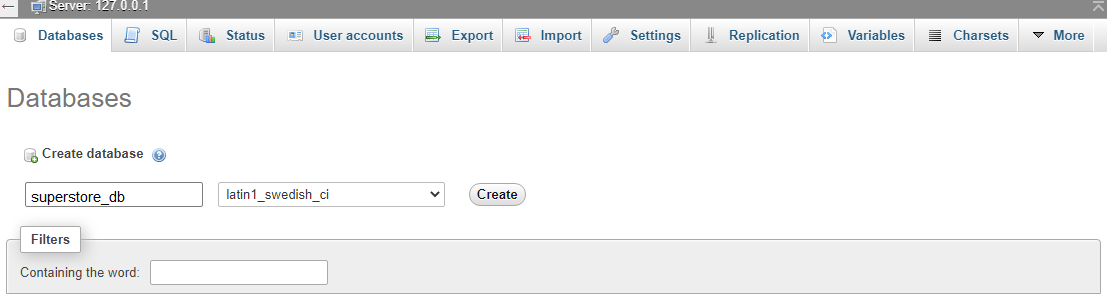 Server: 127.0.0.1
Databases SQL Status User accounts Export Import Settings Replication Variables Charsets More
Databases
Create database
superstore_db latin1_swedish_ci Create
Filters
Containing the word: